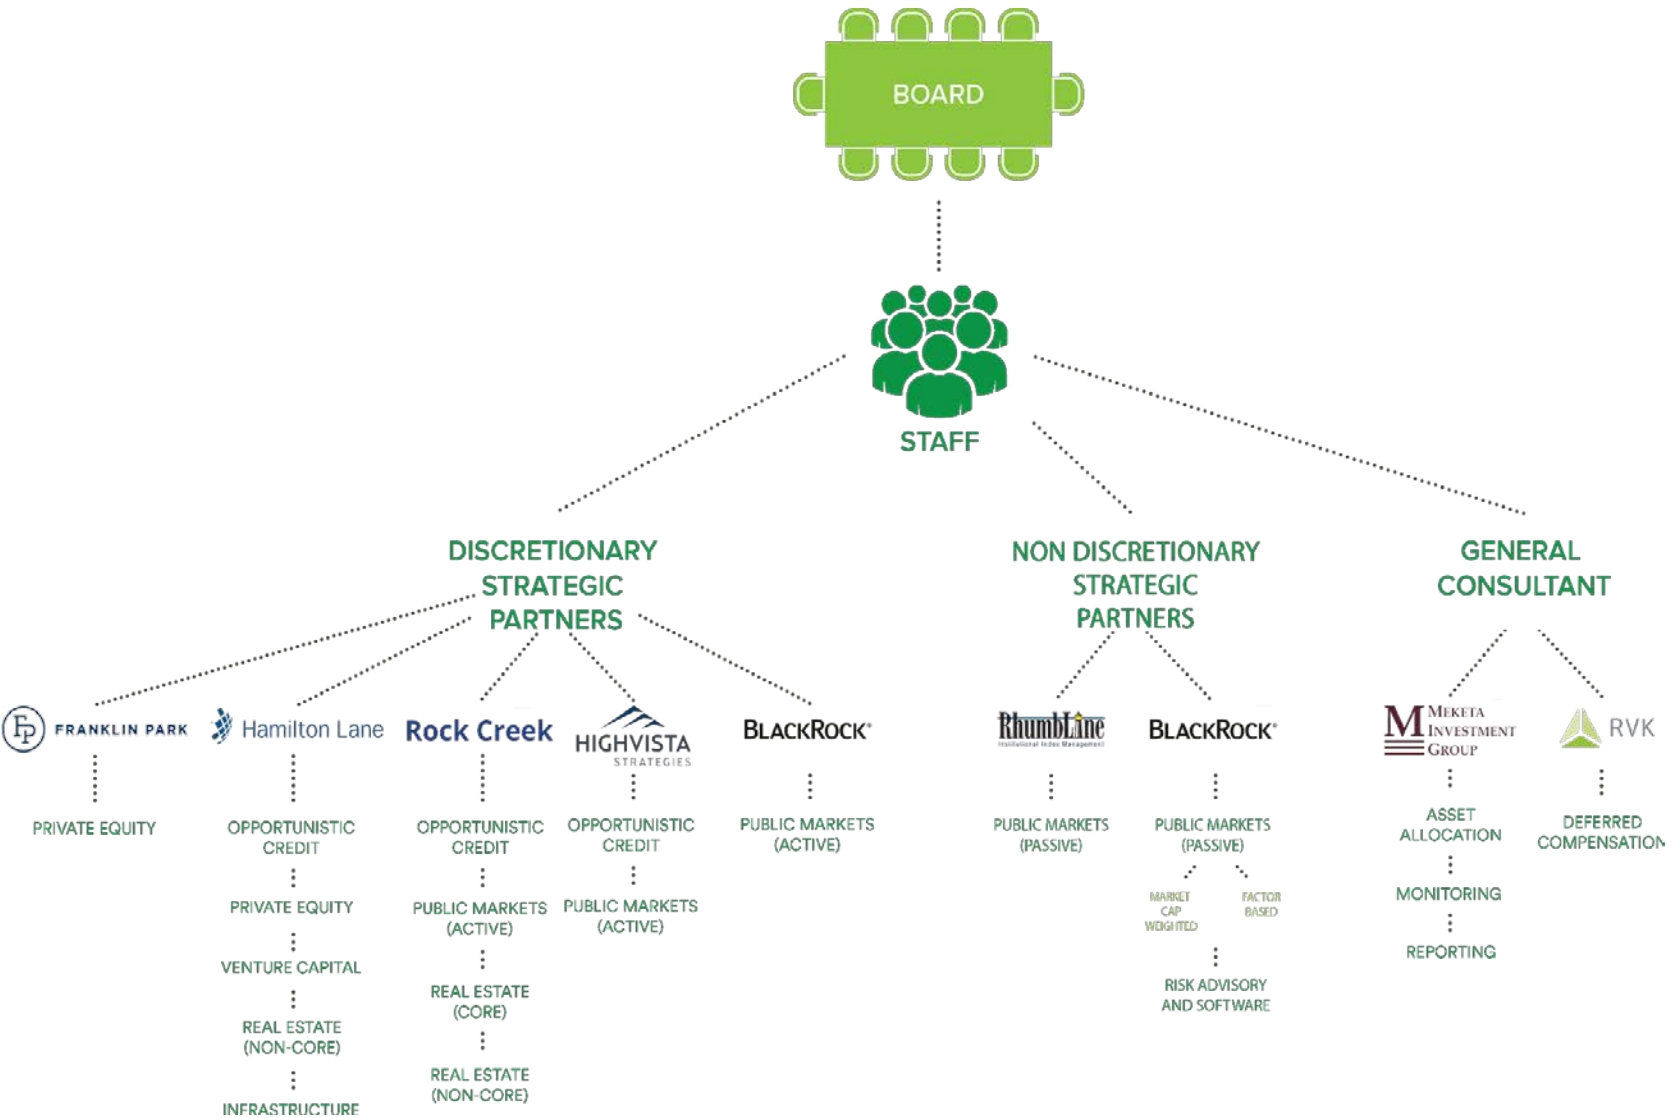 BOARD
STAFF
DISCRETIONARY
STRATEGIC
PARTNERS
NON DISCRETIONARY
STRATEGIC
PARTNERS
GENERAL
CONSULTANT
FP
FRANKLIN PARK
PRIVATE EQUITY
Hamilton Lane
OPPORTUNISTIC
CREDIT
PRIVATE EQUITY
VENTURE CAPITAL
REAL ESTATE
(NON-CORE)
INFRASTRUCTURE
Rock Creek
OPPORTUNISTIC
CREDIT
PUBLIC MARKETS
(ACTIVE)
REAL ESTATE
(CORE)
REAL ESTATE
(NON-CORE)
HIGHVISTA
STRATEGIES
OPPORTUNISTIC
CREDIT
PUBLIC MARKETS
(ACTIVE)
BLACKROCK®
PUBLIC MARKETS
(ACTIVE)
RhumbLine
Institutional Index Management
PUBLIC MARKETS
(PASSIVE)
BLACKROCK®
PUBLIC MARKETS
(PASSIVE)
MARKET
CAP
WEIGHTED
FACTOR
BASED
RISK ADVISORY
AND SOFTWARE
M
MEKETA
INVESTMENT
GROUP
ASSET
ALLOCATION
MONITORING
REPORTING
RVK
DEFERRED
COMPENSATION